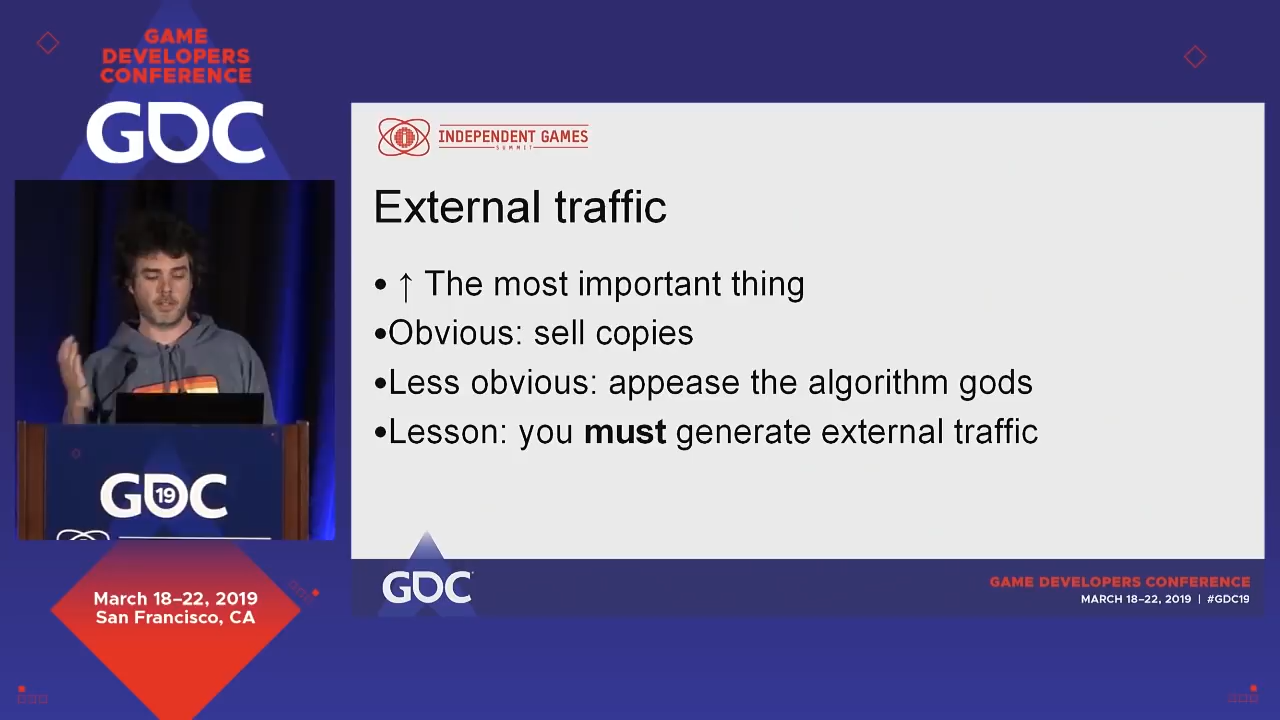 GAME
DEVELOPERS
CONFERENCE
GDC
INDEPENDENT GAMES
SUMMIT
External traffic
• ↑ The most important thing
•Obvious: sell copies
•Less obvious: appease the algorithm gods
•Lesson: you must generate external traffic
GDC
19
March 18–22, 2019
San Francisco, CA
GDC
GAME DEVELOPERS CONFERENCE
MARCH 18–22, 2019 | #GDC19